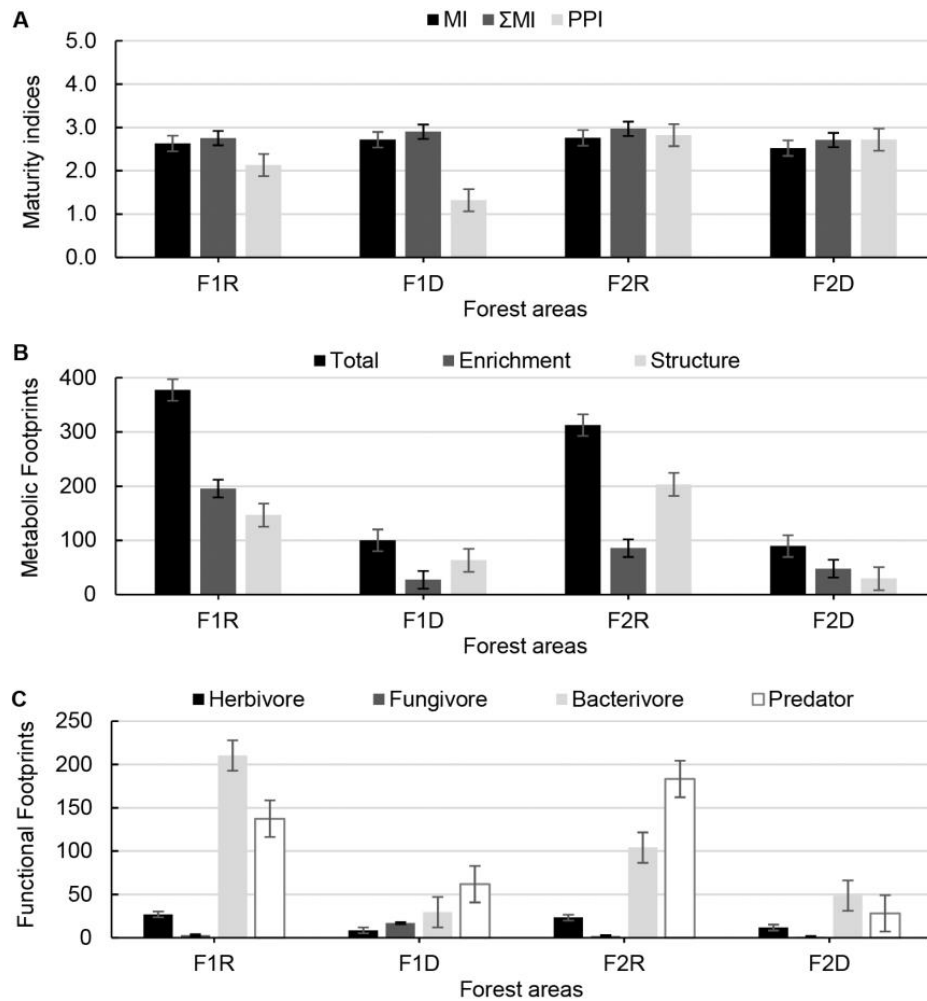 A
MI ΣMI PPI
5.0
4.0
3.0
2.0
1.0
0.0
Maturity indices
F1R F1D F2R F2D
Forest areas
B
Total Enrichment Structure
400
300
200
100
0
Metabolic Footprints
F1R F1D F2R F2D
Forest areas
C
Herbivore Fungivore Bacterivore Predator
250
200
150
100
50
0
Functional Footprints
F1R F1D F2R F2D
Forest areas